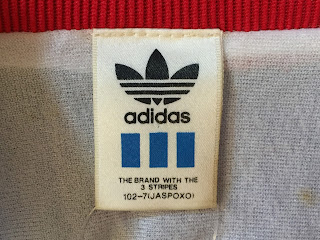 adidas
THE BRAND WITH THE
3 STRIPES
102-7(JASPOXO)